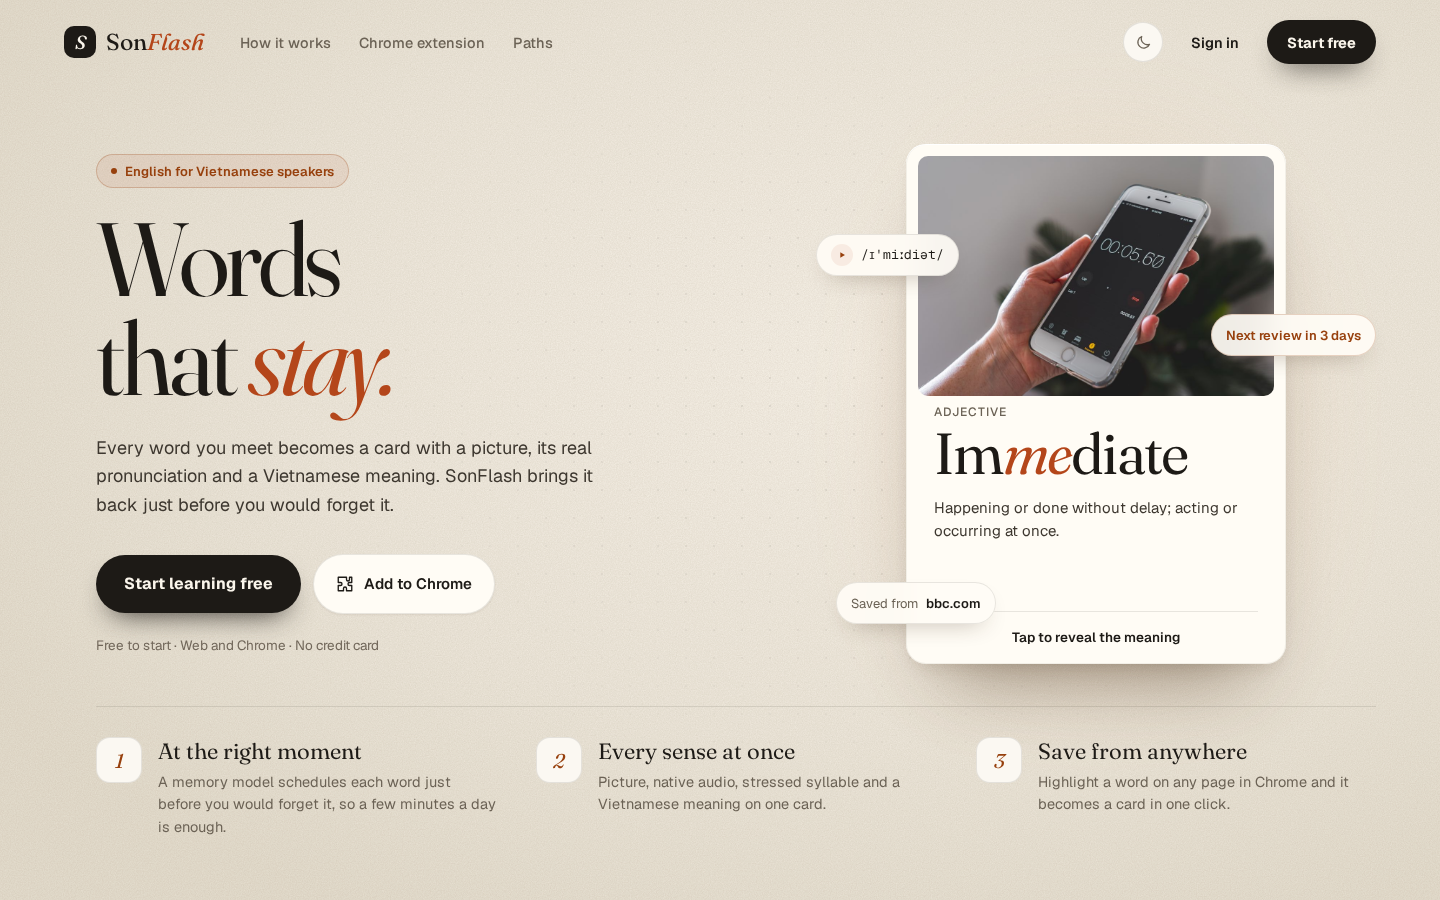 S SonFlash How it works Chrome extension Paths Sign in Start free
English for Vietnamese speakers
Words
that stay.
Every word you meet becomes a card with a picture, its real
pronunciation and a Vietnamese meaning. SonFlash brings it
back just before you would forget it.
Start learning free Add to Chrome
Free to start · Web and Chrome · No credit card
/ɪˈmiːdiət/
00:05.60
Next review in 3 days
ADJECTIVE
Immediate
Happening or done without delay; acting or
occurring at once.
Saved from bbc.com
Tap to reveal the meaning
1 At the right moment
A memory model schedules each word just
before you would forget it, so a few minutes a day
is enough.
2 Every sense at once
Picture, native audio, stressed syllable and a
Vietnamese meaning on one card.
3 Save from anywhere
Highlight a word on any page in Chrome and it
becomes a card in one click.